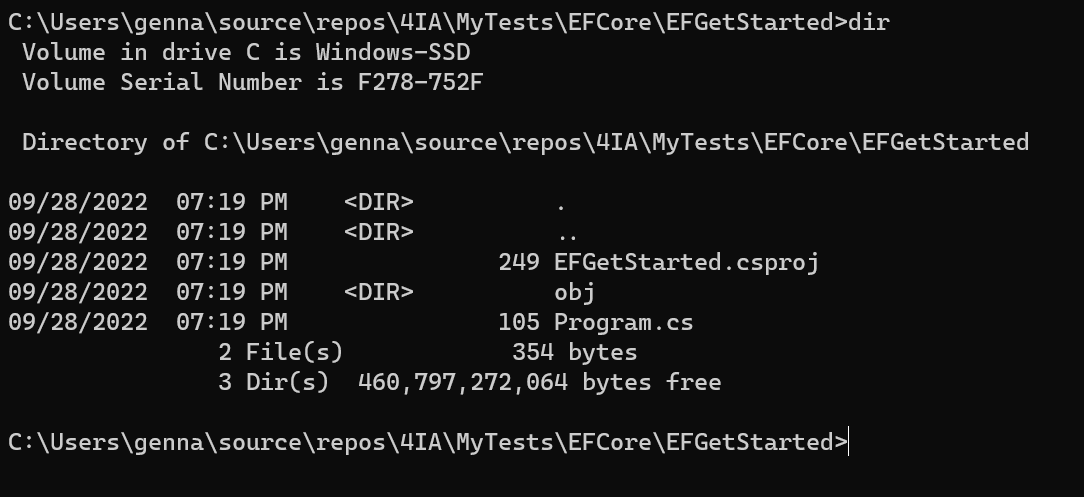 C:\Users\genna\source\repos\4IA\MyTests\EFCore\EFGetStarted>dir
 Volume in drive C is Windows-SSD
 Volume Serial Number is F278-752F

 Directory of C:\Users\genna\source\repos\4IA\MyTests\EFCore\EFGetStarted

09/28/2022  07:19 PM    <DIR>          .
09/28/2022  07:19 PM    <DIR>          ..
09/28/2022  07:19 PM               249 EFGetStarted.csproj
09/28/2022  07:19 PM    <DIR>          obj
09/28/2022  07:19 PM               105 Program.cs
               2 File(s)            354 bytes
               3 Dir(s)  460,797,272,064 bytes free

C:\Users\genna\source\repos\4IA\MyTests\EFCore\EFGetStarted>